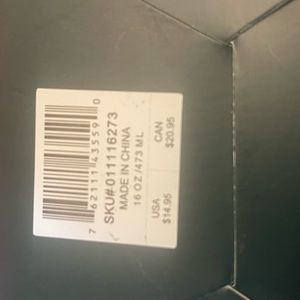 7 62111 43559 0
SKU#011116273
MADE IN CHINA
16 OZ/473 ML
USA CAN
$14.95 $20.95